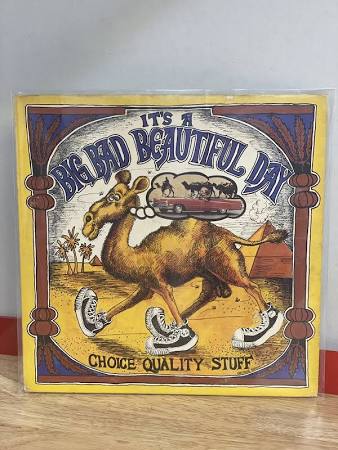 IT'S A
BIG BAD BEAUTIFUL DAY
CHOICE QUALITY STUFF